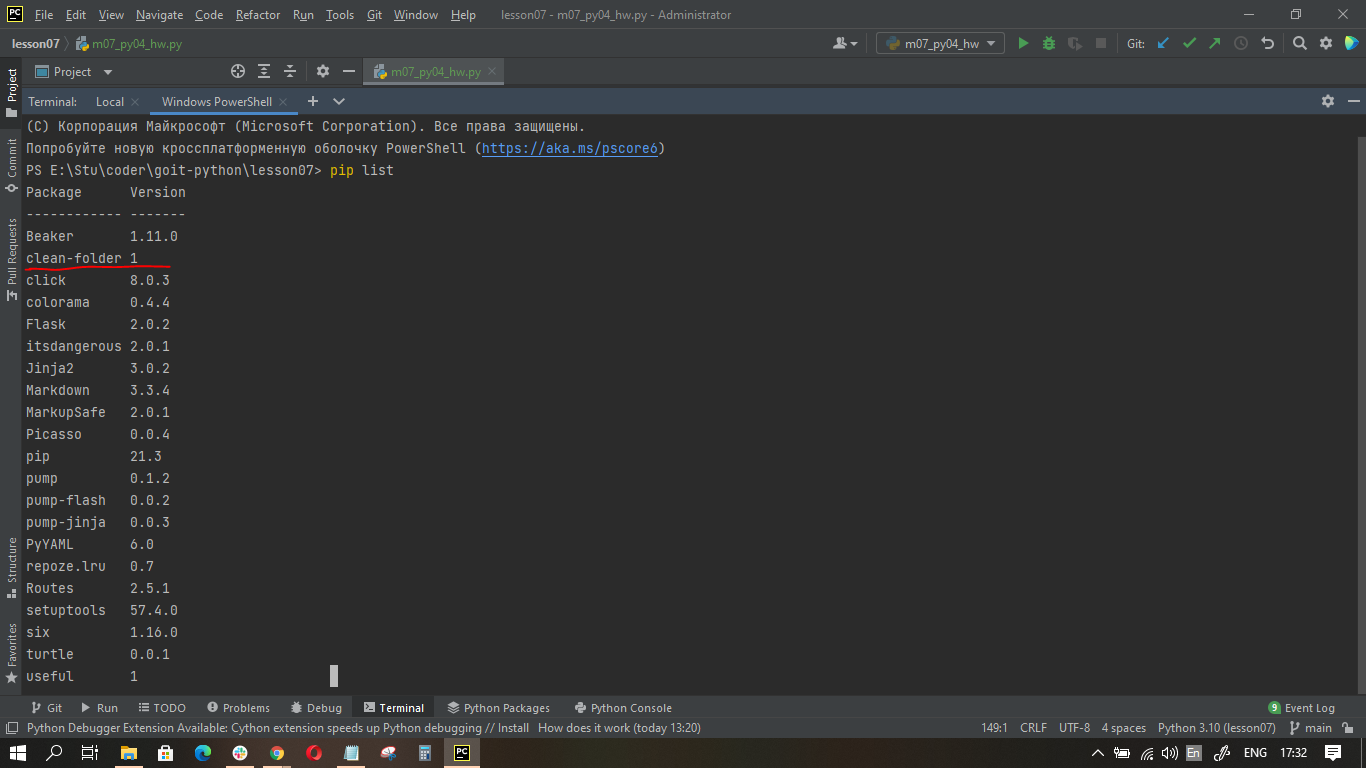 PC File Edit View Navigate Code Refactor Run Tools Git Window Help lesson07 - m07_py04_hw.py - Administrator
lesson07 m07_py04_hw.py m07_py04_hw Git:
Project m07_py04_hw.py
Terminal: Local Windows PowerShell
(C) Корпорация Майкрософт (Microsoft Corporation). Все права защищены.
Попробуйте новую кроссплатформенную оболочку PowerShell (https://aka.ms/pscore6)
PS E:\Stu\coder\goit-python\lesson07> pip list
Package Version
------------ -------
Beaker 1.11.0
clean-folder 1
click 8.0.3
colorama 0.4.4
Flask 2.0.2
itsdangerous 2.0.1
Jinja2 3.0.2
Markdown 3.3.4
MarkupSafe 2.0.1
Picasso 0.0.4
pip 21.3
pump 0.1.2
pump-flash 0.0.2
pump-jinja 0.0.3
PyYAML 6.0
repoze.lru 0.7
Routes 2.5.1
setuptools 57.4.0
six 1.16.0
turtle 0.0.1
useful 1
Project
Commit
Pull Requests
Structure
Favorites
Git Run TODO Problems Debug Terminal Python Packages Python Console 9 Event Log
Python Debugger Extension Available: Cython extension speeds up Python debugging // Install How does it work (today 13:20) 149:1 CRLF UTF-8 4 spaces Python 3.10 (lesson07) main
PC En ENG 17:32